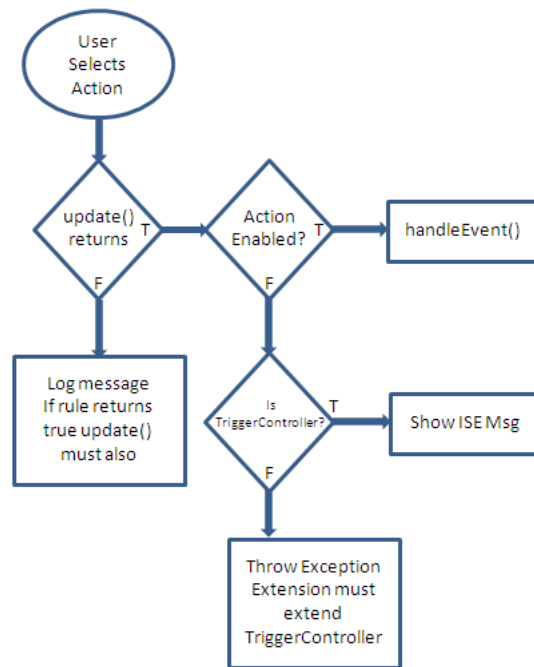 User
Selects
Action
update()
returns
T
F
Action
Enabled?
T
F
handleEvent()
Log message
If rule returns
true update()
must also
Is
TriggerController?
T
F
Show ISE Msg
Throw Exception
Extension must
extend
TriggerController